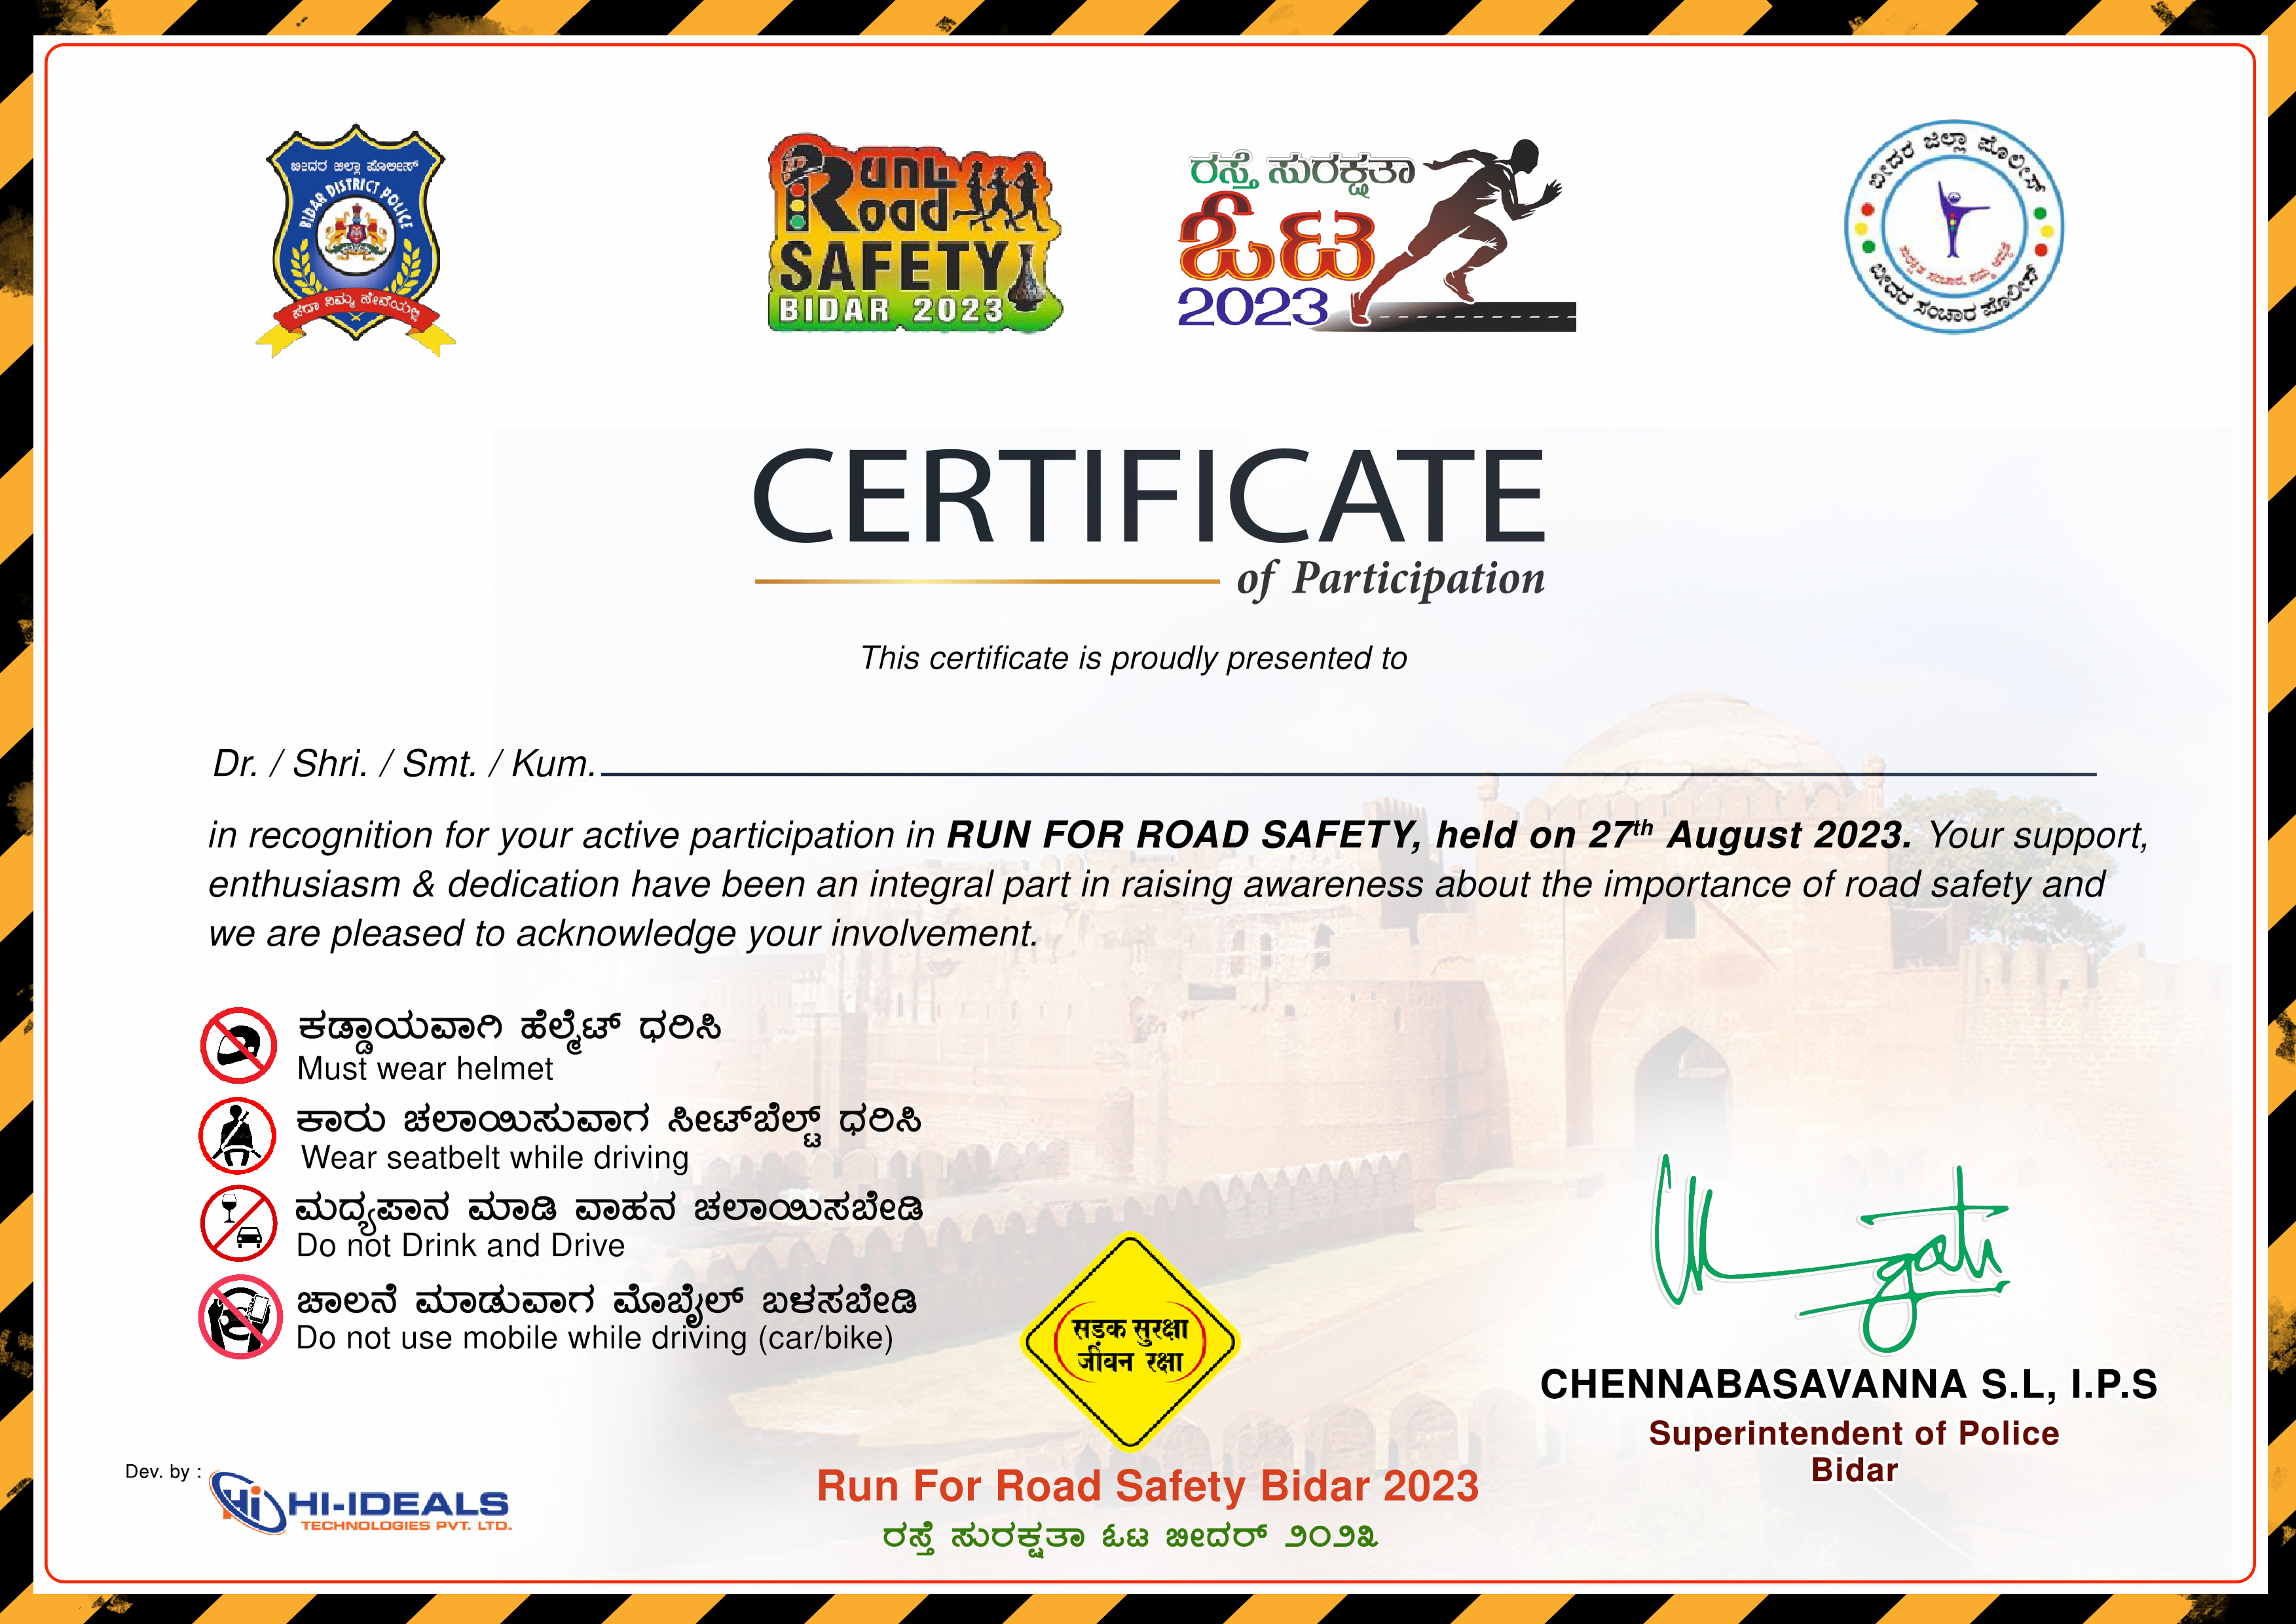 ಬೀದರ ಜಿಲ್ಲಾ ಪೊಲೀಸ್
BIDAR DISTRICT POLICE
ಸದಾ ನಿಮ್ಮ ಸೇವೆಯಲ್ಲಿ
Run 4
Road
SAFETY
BIDAR 2023
ರಸ್ತೆ ಸುರಕ್ಷತಾ
ಓಟ
2023
ಬೀದರ ಜಿಲ್ಲಾ ಪೊಲೀಸ್
ಸುರಕ್ಷಿತ ಸಂಚಾರ, ನಮ್ಮ
ಬೀದರ ಸಂಚಾರ ಪೊಲೀಸ್
CERTIFICATE
of Participation
This certificate is proudly presented to
Dr. / Shri. / Smt. / Kum.
in recognition for your active participation in RUN FOR ROAD SAFETY, held on 27th August 2023. Your support,
enthusiasm & dedication have been an integral part in raising awareness about the importance of road safety and
we are pleased to acknowledge your involvement.
ಕಡ್ಡಾಯವಾಗಿ ಹೆಲ್ಮೆಟ್ ಧರಿಸಿ
Must wear helmet
ಕಾರು ಚಲಾಯಿಸುವಾಗ ಸೀಟ್‌ಬೆಲ್ಟ್ ಧರಿಸಿ
Wear seatbelt while driving
ಮದ್ಯಪಾನ ಮಾಡಿ ವಾಹನ ಚಲಾಯಿಸಬೇಡಿ
Do not Drink and Drive
ಚಾಲನೆ ಮಾಡುವಾಗ ಮೊಬೈಲ್ ಬಳಸಬೇಡಿ
Do not use mobile while driving (car/bike)
सडक सुरक्षा
जीवन रक्षा
CHENNABASAVANNA S.L, I.P.S
Superintendent of Police
Bidar
Dev. by :
Hi HI-IDEALS
TECHNOLOGIES PVT. LTD.
Run For Road Safety Bidar 2023
ರಸ್ತೆ ಸುರಕ್ಷತಾ ಓಟ ಬೀದರ್ ೨೦೨೩